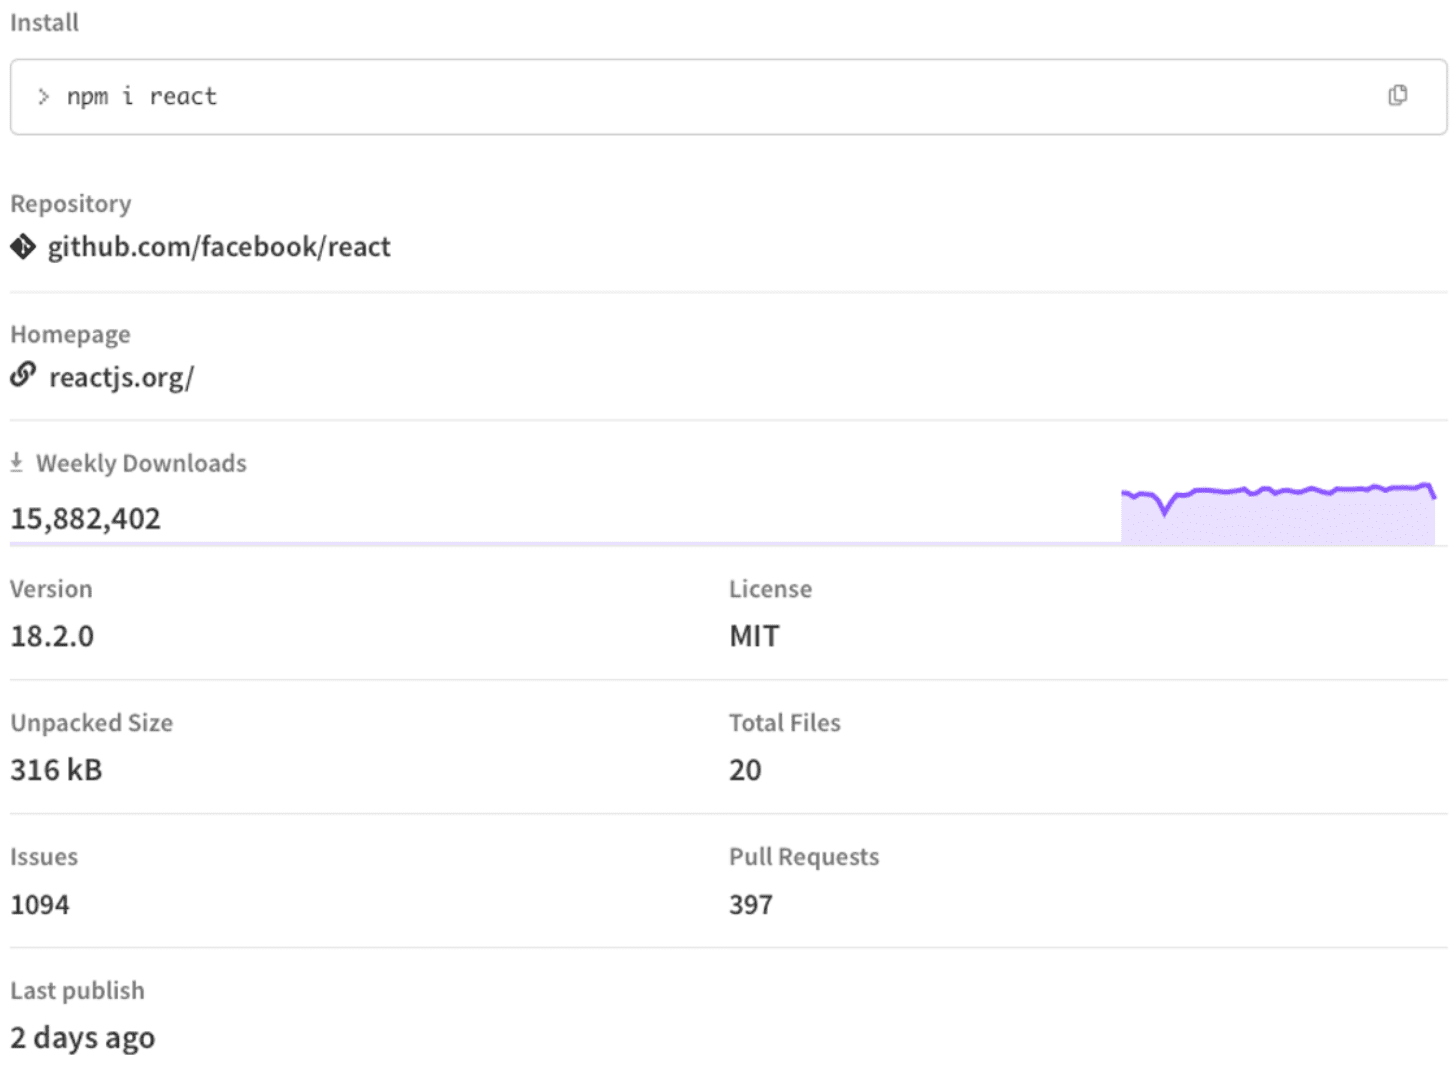 Install
> npm i react
Repository
github.com/facebook/react
Homepage
reactjs.org/
Weekly Downloads
15,882,402
Version
License
18.2.0
MIT
Unpacked Size
Total Files
316 kB
20
Issues
Pull Requests
1094
397
Last publish
2 days ago